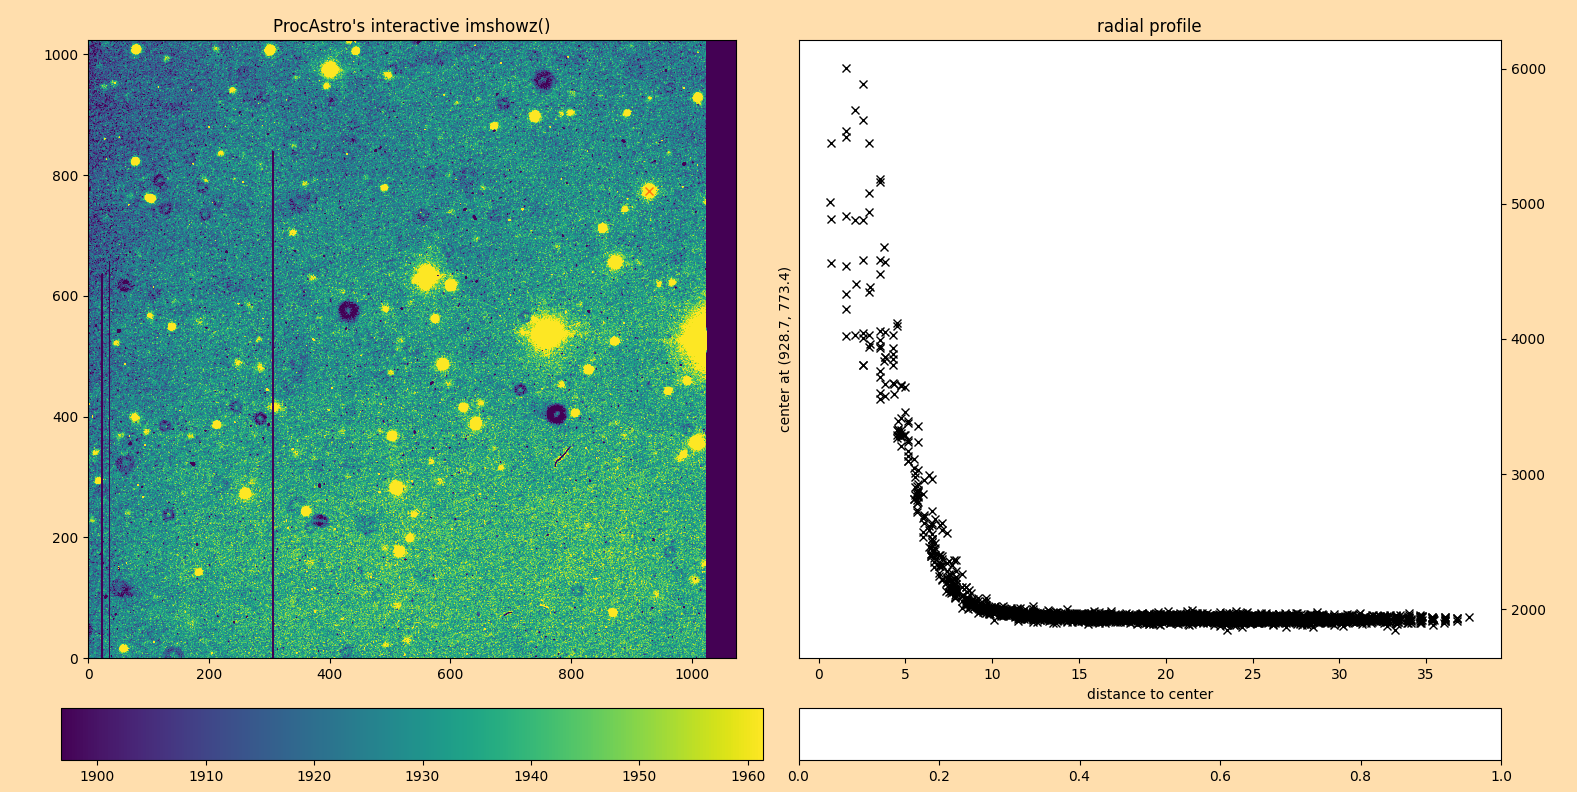 ProcAstro's interactive imshowz()
1000
800
600
400
200
0
0 200 400 600 800 1000
1900 1910 1920 1930 1940 1950 1960
radial profile
center at (928.7, 773.4)
6000
5000
4000
3000
2000
0 5 10 15 20 25 30 35
distance to center
0.0 0.2 0.4 0.6 0.8 1.0